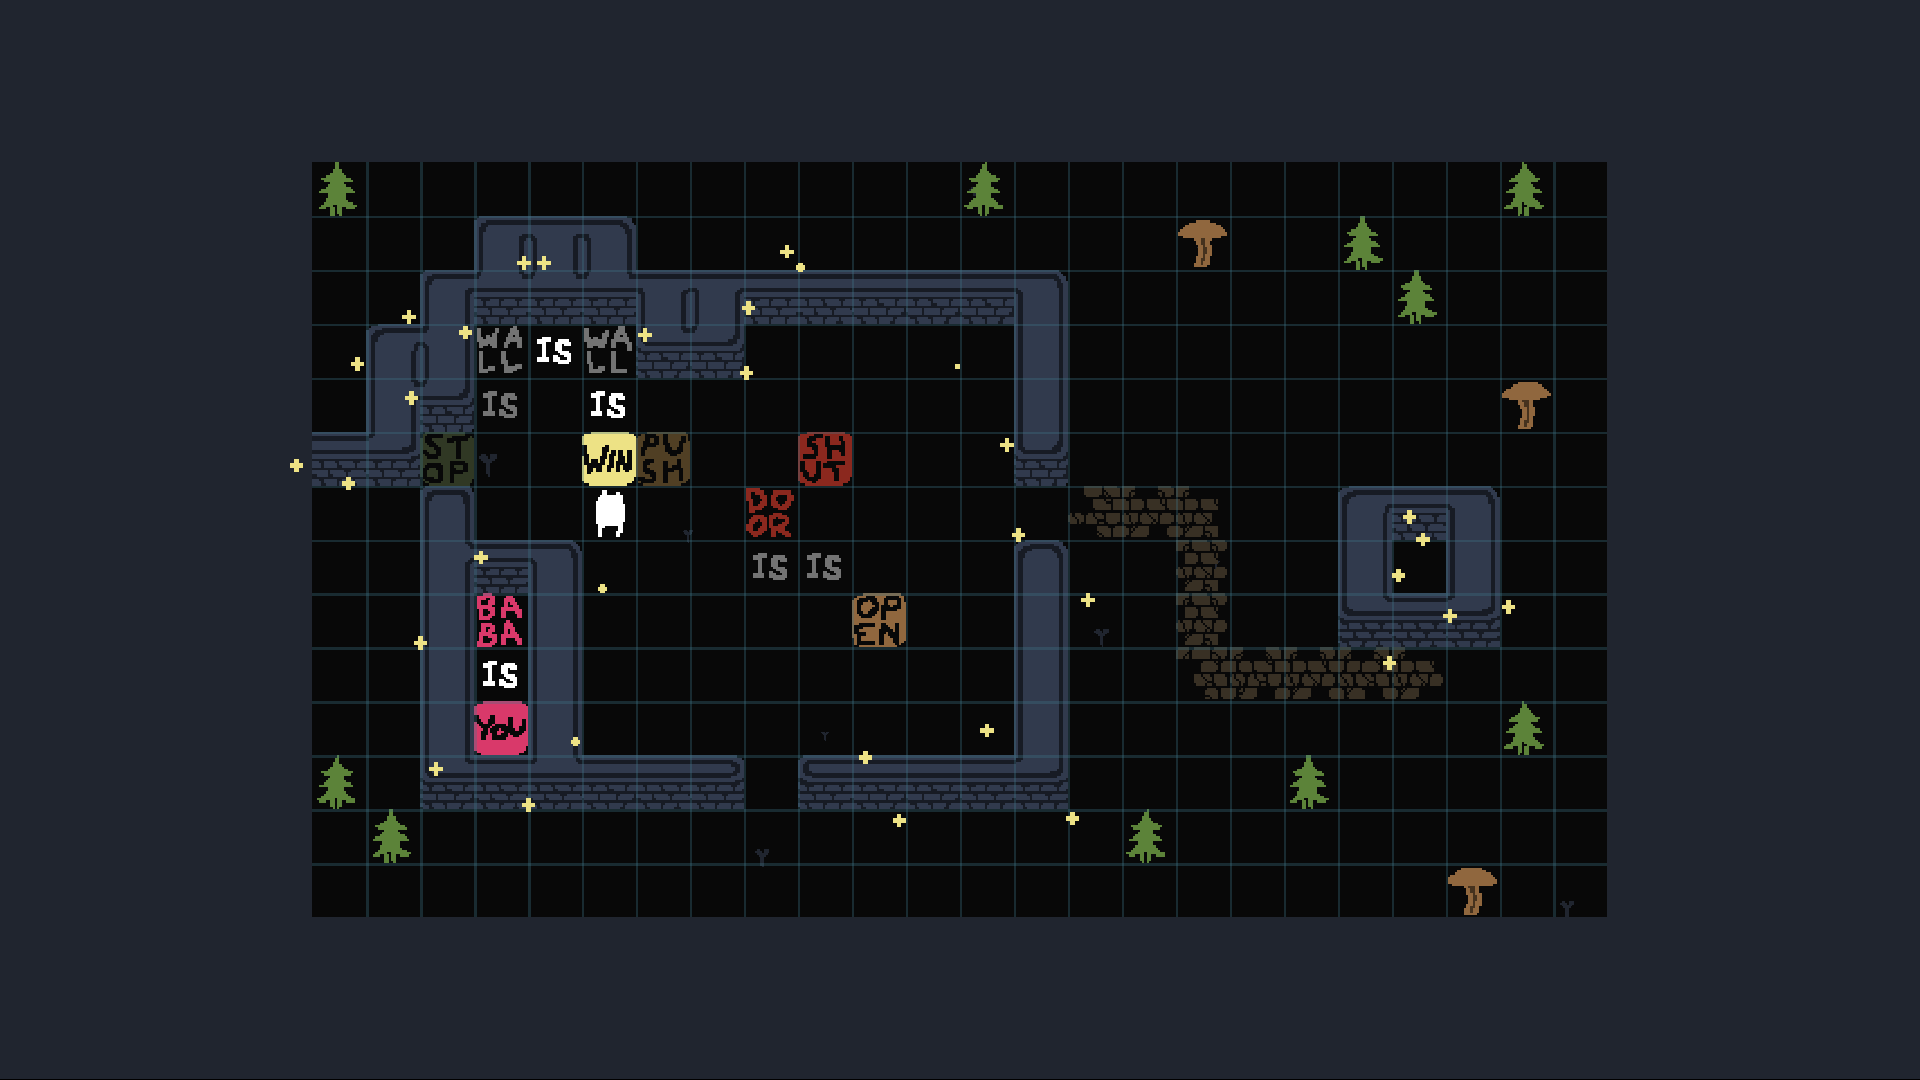 WALL IS WALL
IS IS
STOP WIN PUSH SHUT
DOOR
IS IS
BABA OPEN
IS
YOU